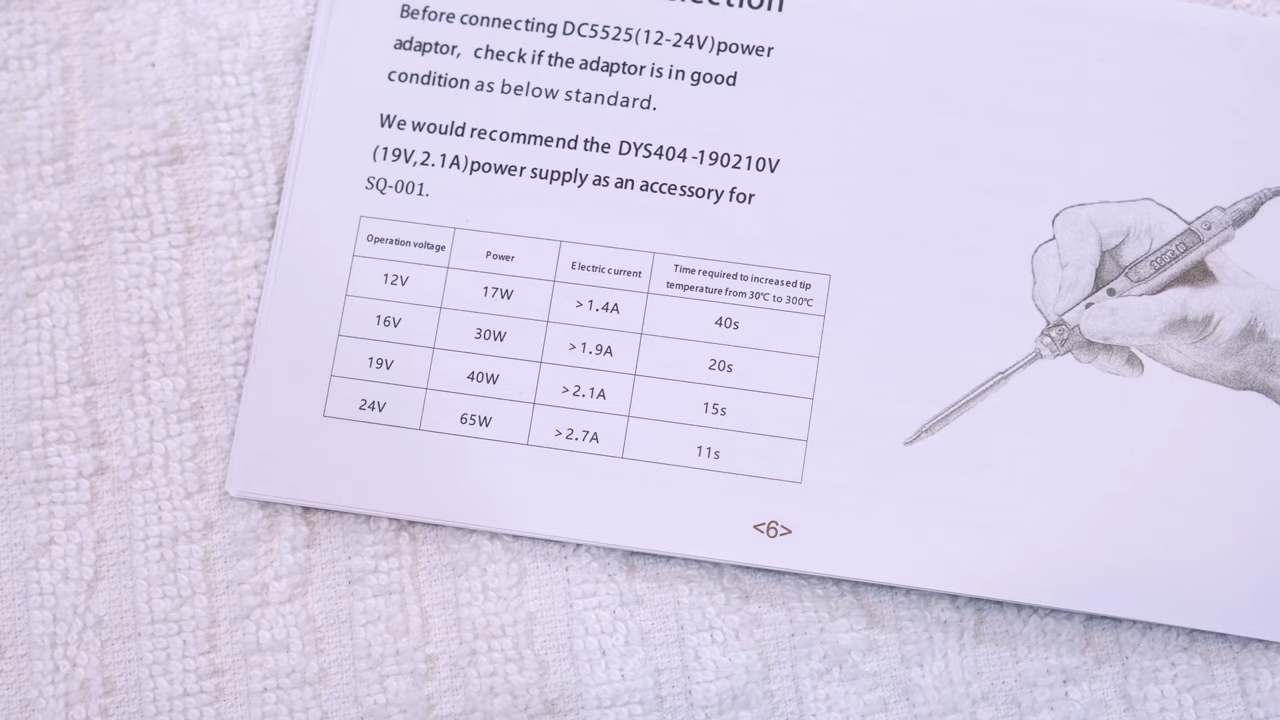 Before connecting DC5525(12-24V)power
adaptor, check if the adaptor is in good
condition as below standard.
We would recommend the DYS404-190210V
(19V,2.1A)power supply as an accessory for
SQ-001.
Operation voltage Power Electric current Time required to increased tip temperature from 30℃ to 300℃
12V 17W >1.4A 40s
16V 30W >1.9A 20s
19V 40W >2.1A 15s
24V 65W >2.7A 11s
<6>